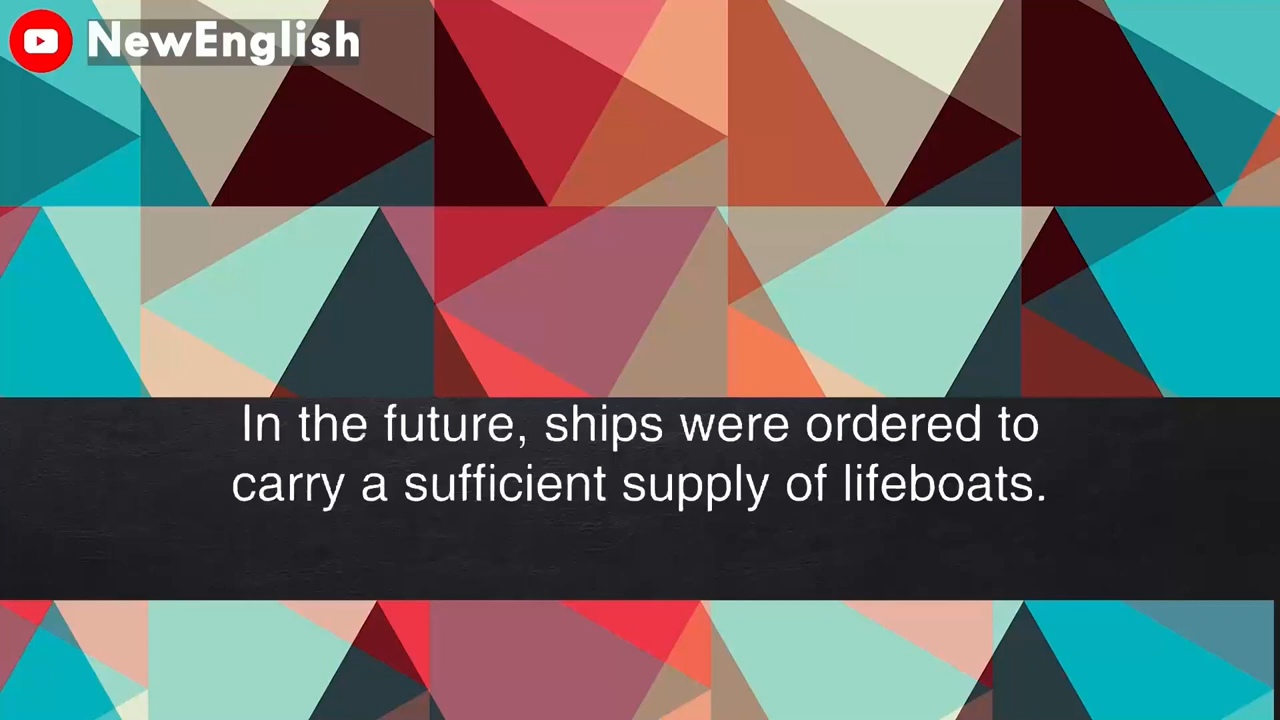 NewEnglish
In the future, ships were ordered to
carry a sufficient supply of lifeboats.